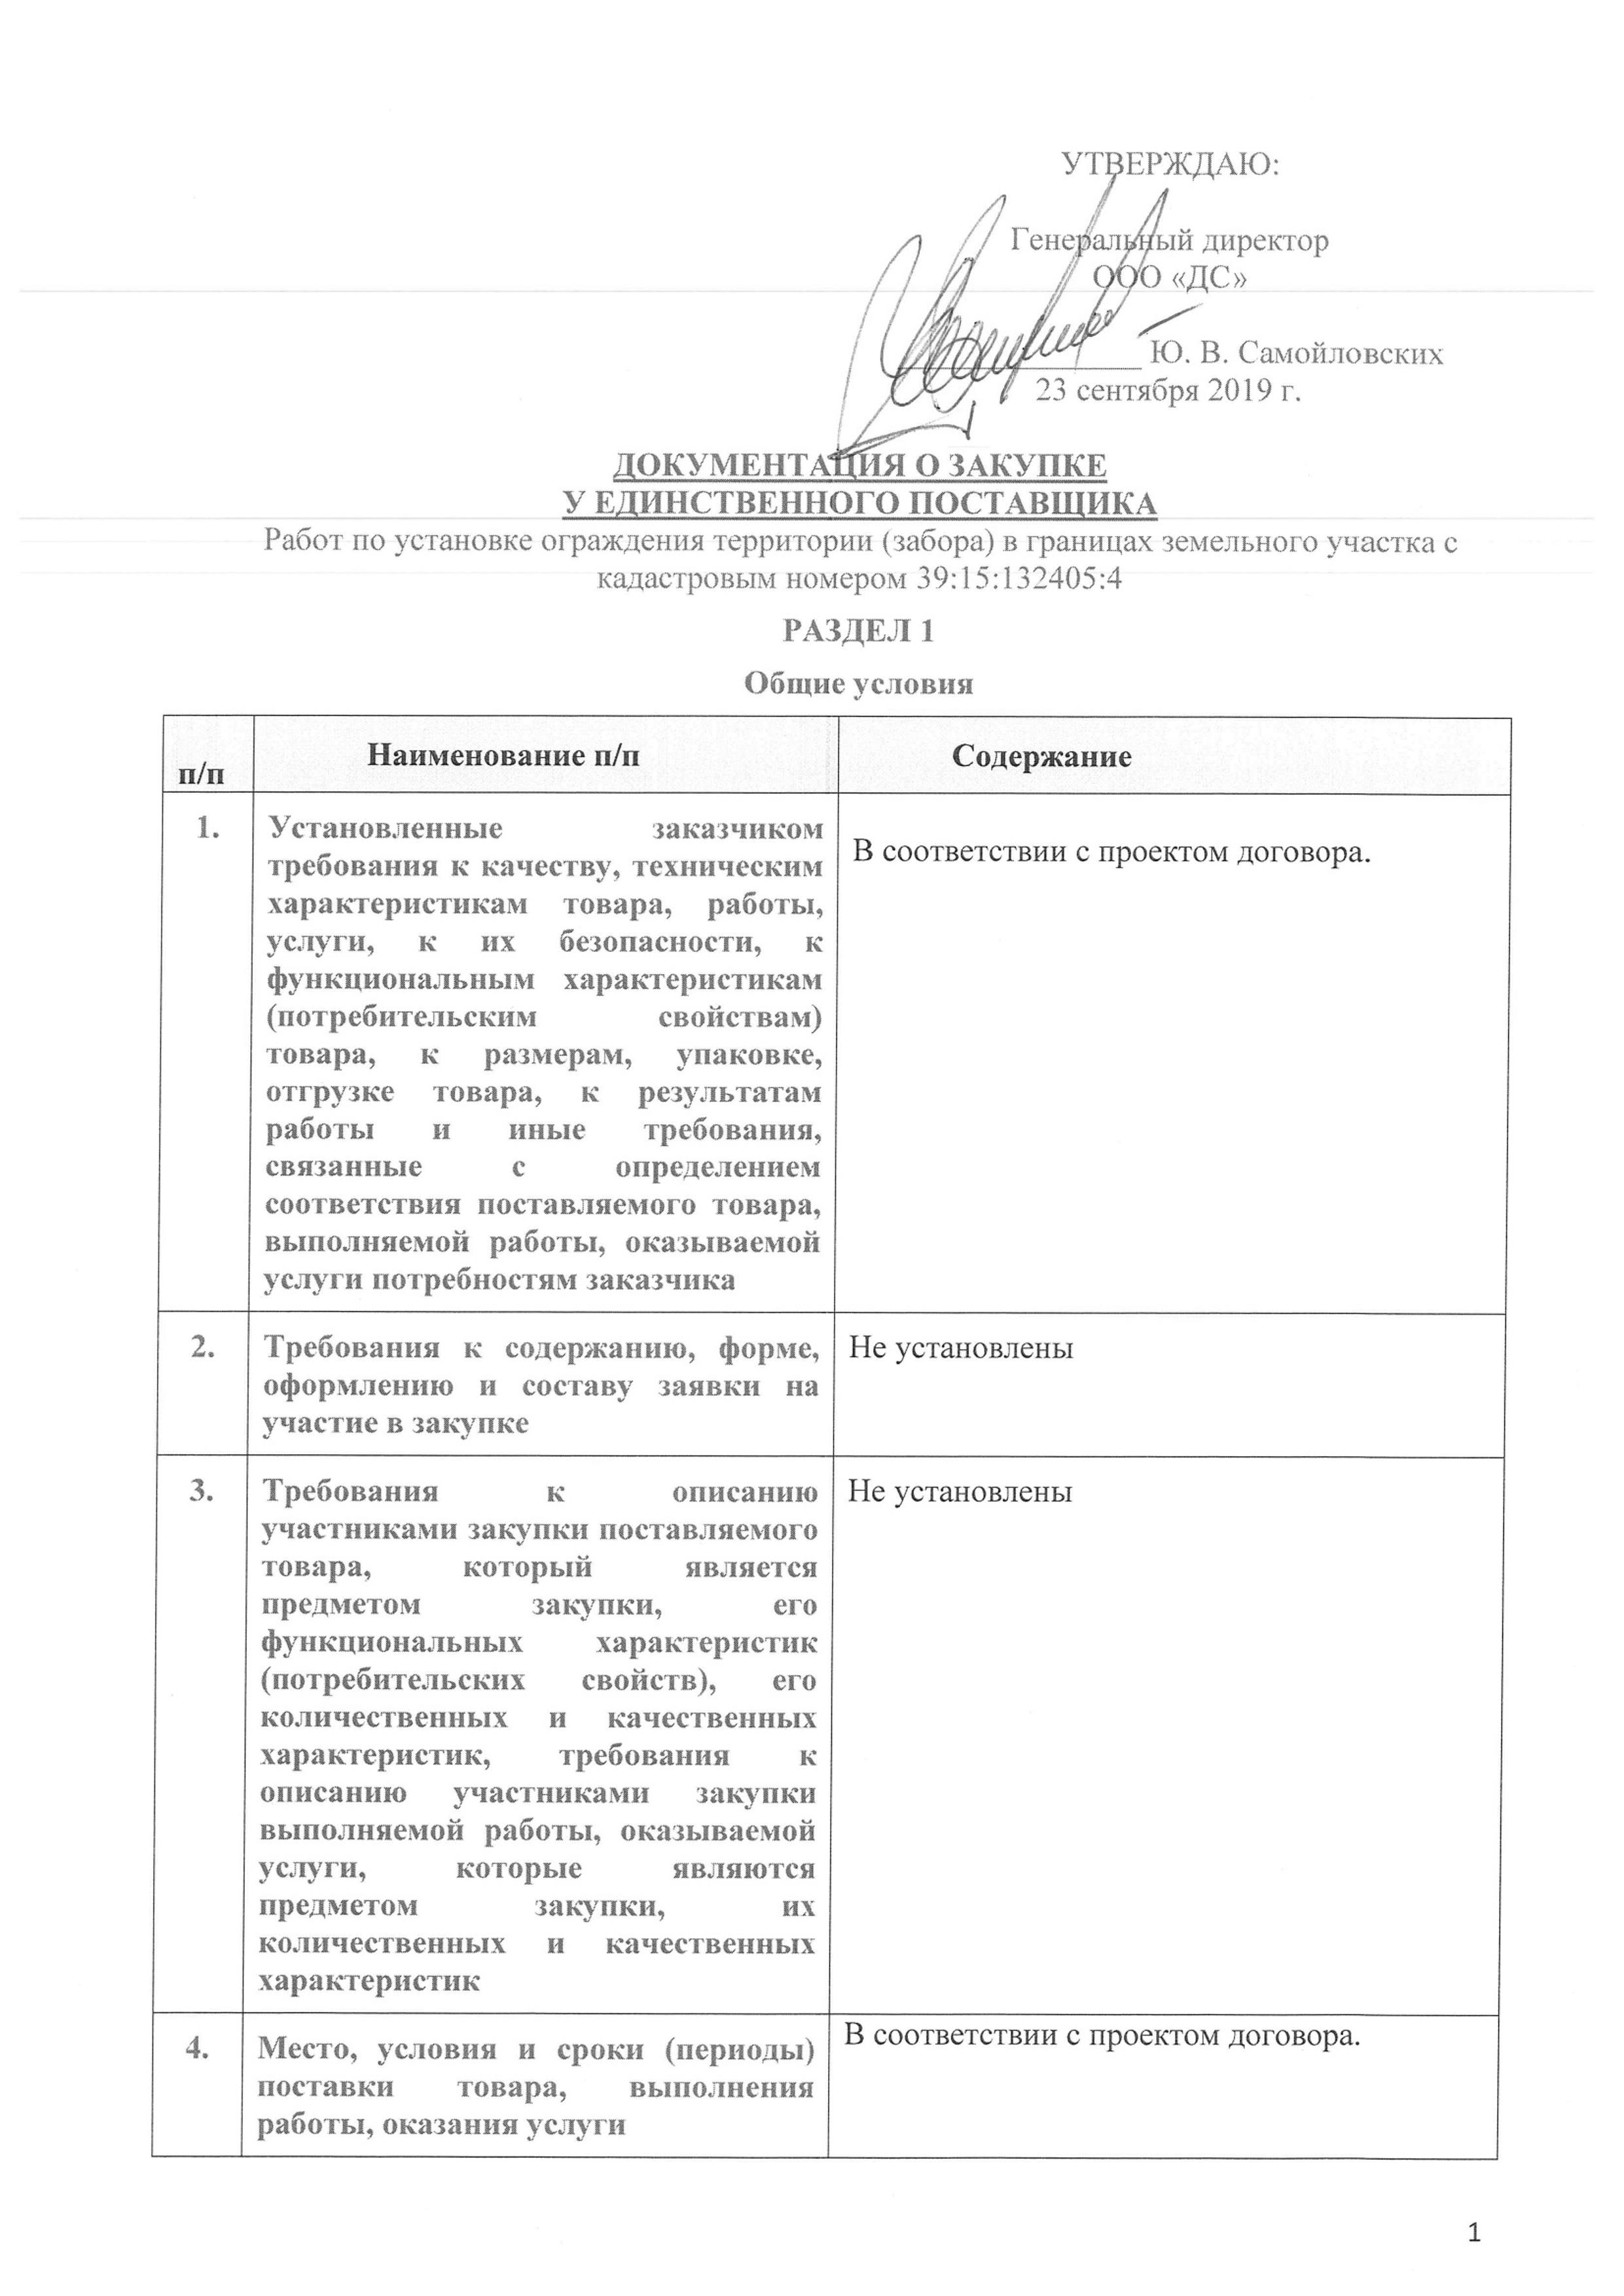 УТВЕРЖДАЮ:
Генеральный директор
ООО «ДС»
Ю. В. Самойловских
23 сентября 2019 г.
ДОКУМЕНТАЦИЯ О ЗАКУПКЕ
У ЕДИНСТВЕННОГО ПОСТАВЩИКА
Работ по установке ограждения территории (забора) в границах земельного участка с
кадастровым номером 39:15:132405:4
РАЗДЕЛ 1
Общие условия
п/п
Наименование п/п
Содержание
1.
Установленные заказчиком
требования к качеству, техническим
характеристикам товара, работы,
услуги, к их безопасности, к
функциональным характеристикам
(потребительским свойствам)
товара, к размерам, упаковке,
отгрузке товара, к результатам
работы и иные требования,
связанные с определением
соответствия поставляемого товара,
выполняемой работы, оказываемой
услуги потребностям заказчика
В соответствии с проектом договора.
2.
Требования к содержанию, форме,
оформлению и составу заявки на
участие в закупке
Не установлены
3.
Требования к описанию
участниками закупки поставляемого
товара, который является
предметом закупки, его
функциональных характеристик
(потребительских свойств), его
количественных и качественных
характеристик, требования к
описанию участниками закупки
выполняемой работы, оказываемой
услуги, которые являются
предметом закупки, их
количественных и качественных
характеристик
Не установлены
4.
Место, условия и сроки (периоды)
поставки товара, выполнения
работы, оказания услуги
В соответствии с проектом договора.
1